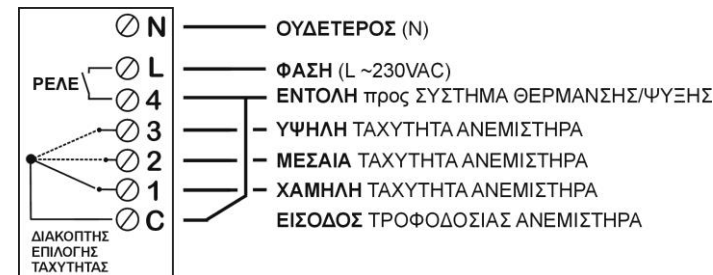 N ΟΥΔΕΤΕΡΟΣ (N)
L ΦΑΣΗ (L ~230VAC)
ΡΕΛΕ
4 ΕΝΤΟΛΗ προς ΣΥΣΤΗΜΑ ΘΕΡΜΑΝΣΗΣ/ΨΥΞΗΣ
3 ΥΨΗΛΗ ΤΑΧΥΤΗΤΑ ΑΝΕΜΙΣΤΗΡΑ
2 ΜΕΣΑΙΑ ΤΑΧΥΤΗΤΑ ΑΝΕΜΙΣΤΗΡΑ
1 ΧΑΜΗΛΗ ΤΑΧΥΤΗΤΑ ΑΝΕΜΙΣΤΗΡΑ
C ΕΙΣΟΔΟΣ ΤΡΟΦΟΔΟΣΙΑΣ ΑΝΕΜΙΣΤΗΡΑ
ΔΙΑΚΟΠΤΗΣ
ΕΠΙΛΟΓΗΣ
ΤΑΧΥΤΗΤΑΣ